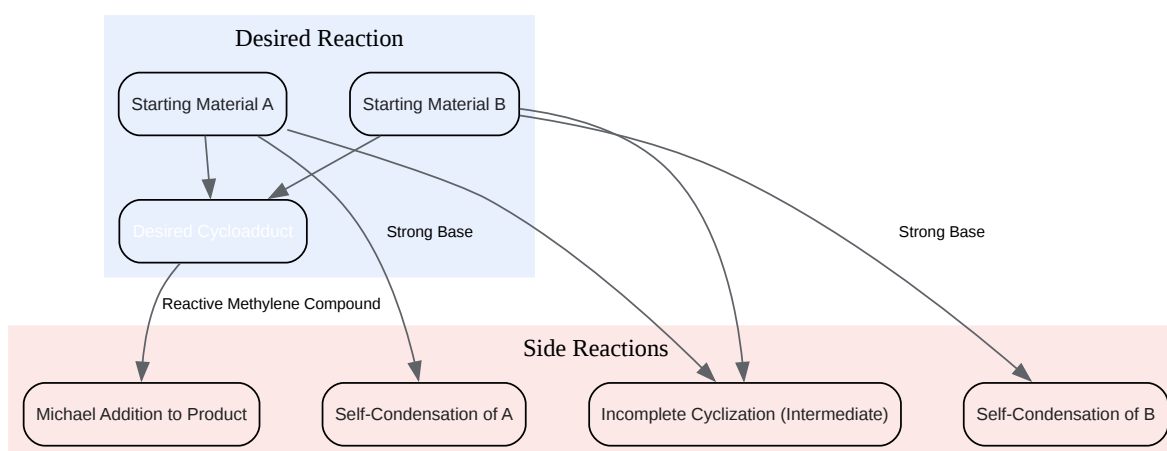 Desired Reaction
Starting Material A
Starting Material B
Desired Cycloadduct
Strong Base
Strong Base
Reactive Methylene Compound
Side Reactions
Michael Addition to Product
Self-Condensation of A
Incomplete Cyclization (Intermediate)
Self-Condensation of B